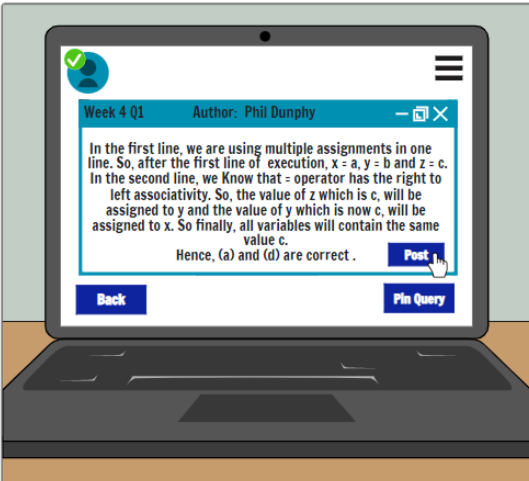 Week 4 Q1 Author: Phil Dunphy
In the first line, we are using multiple assignments in one
line. So, after the first line of execution, x = a, y = b and z = c.
In the second line, we Know that = operator has the right to
left associativity. So, the value of z which is c, will be
assigned to y and the value of y which is now c, will be
assigned to x. So finally, all variables will contain the same
value c.
Hence, (a) and (d) are correct .
Post
Back
Pin Query